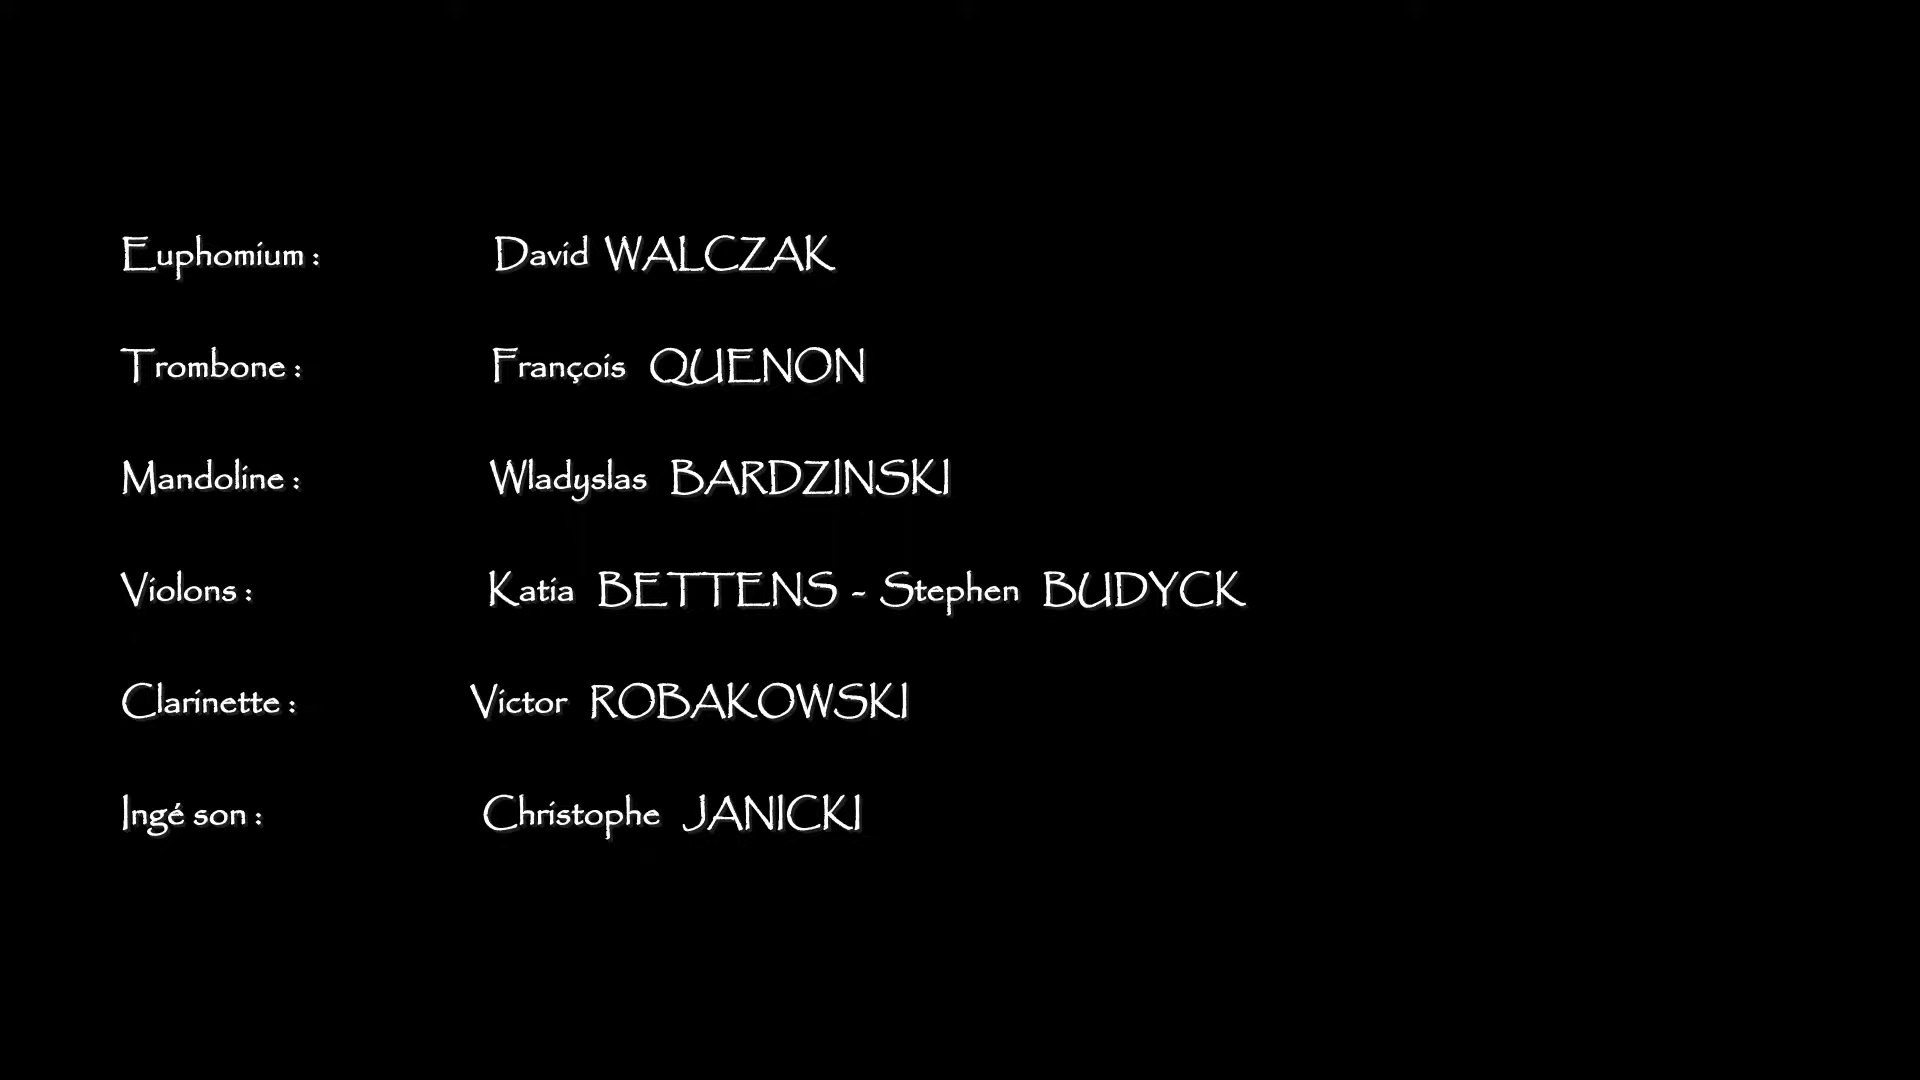 Euphomium : David WALCZAK
Trombone : François QUENON
Mandoline : Wladyslas BARDZINSKI
Violons : Katia BETTENS - Stephen BUDYCK
Clarinette : Victor ROBAKOWSKI
Ingé son : Christophe JANICKI